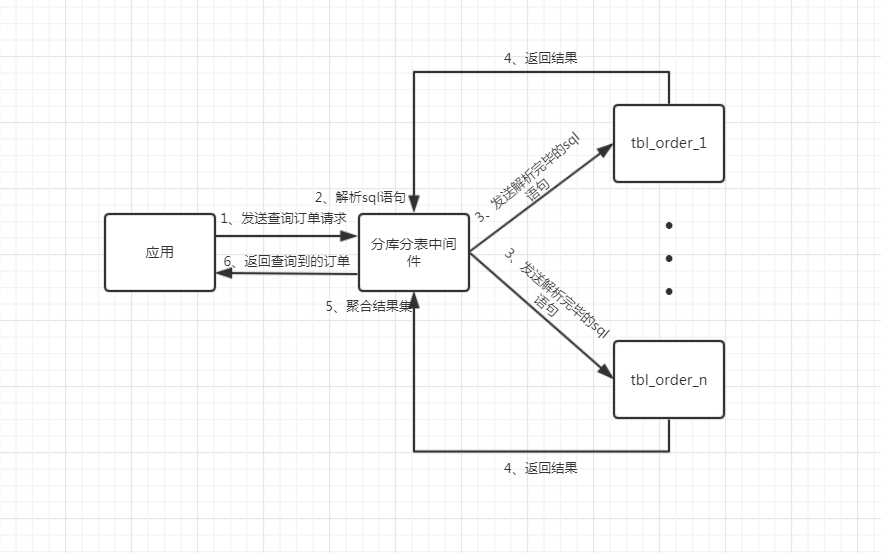 4、返回结果
tbl_order_1
3、发送解析完毕的sql
语句
2、解析sql语句
1、发送查询订单请求
应用
分库分表中间
件
6、返回查询到的订单
3、发送解析完毕的sql
语句
5、聚合结果集
tbl_order_n
4、返回结果